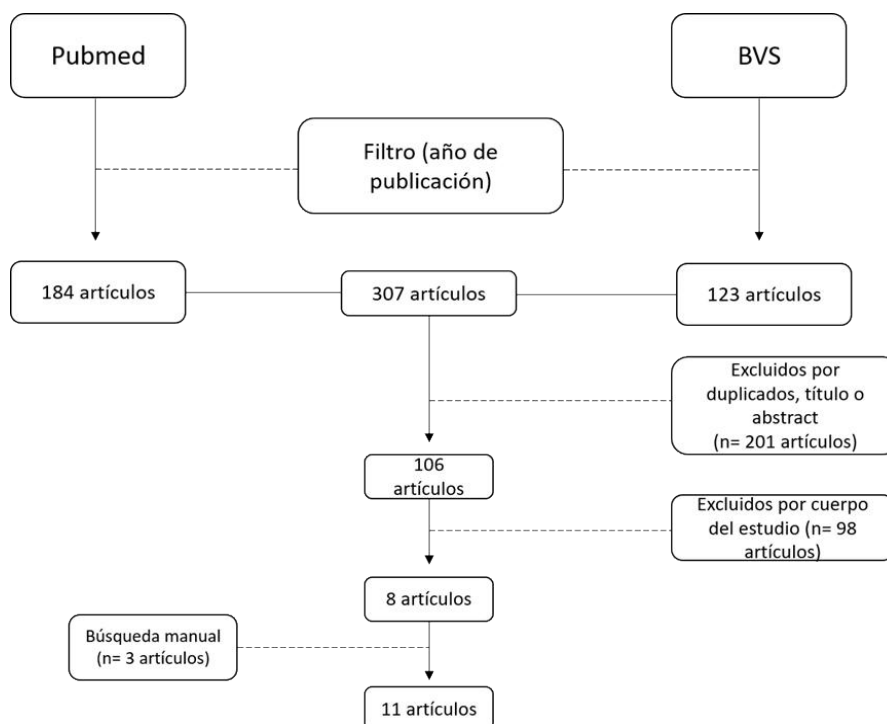 Pubmed
BVS
Filtro (año de
publicación)
184 artículos
307 artículos
123 artículos
Excluidos por
duplicados, título o
abstract
(n= 201 artículos)
106
artículos
Excluidos por cuerpo
del estudio (n= 98
artículos)
8 artículos
Búsqueda manual
(n= 3 artículos)
11 artículos